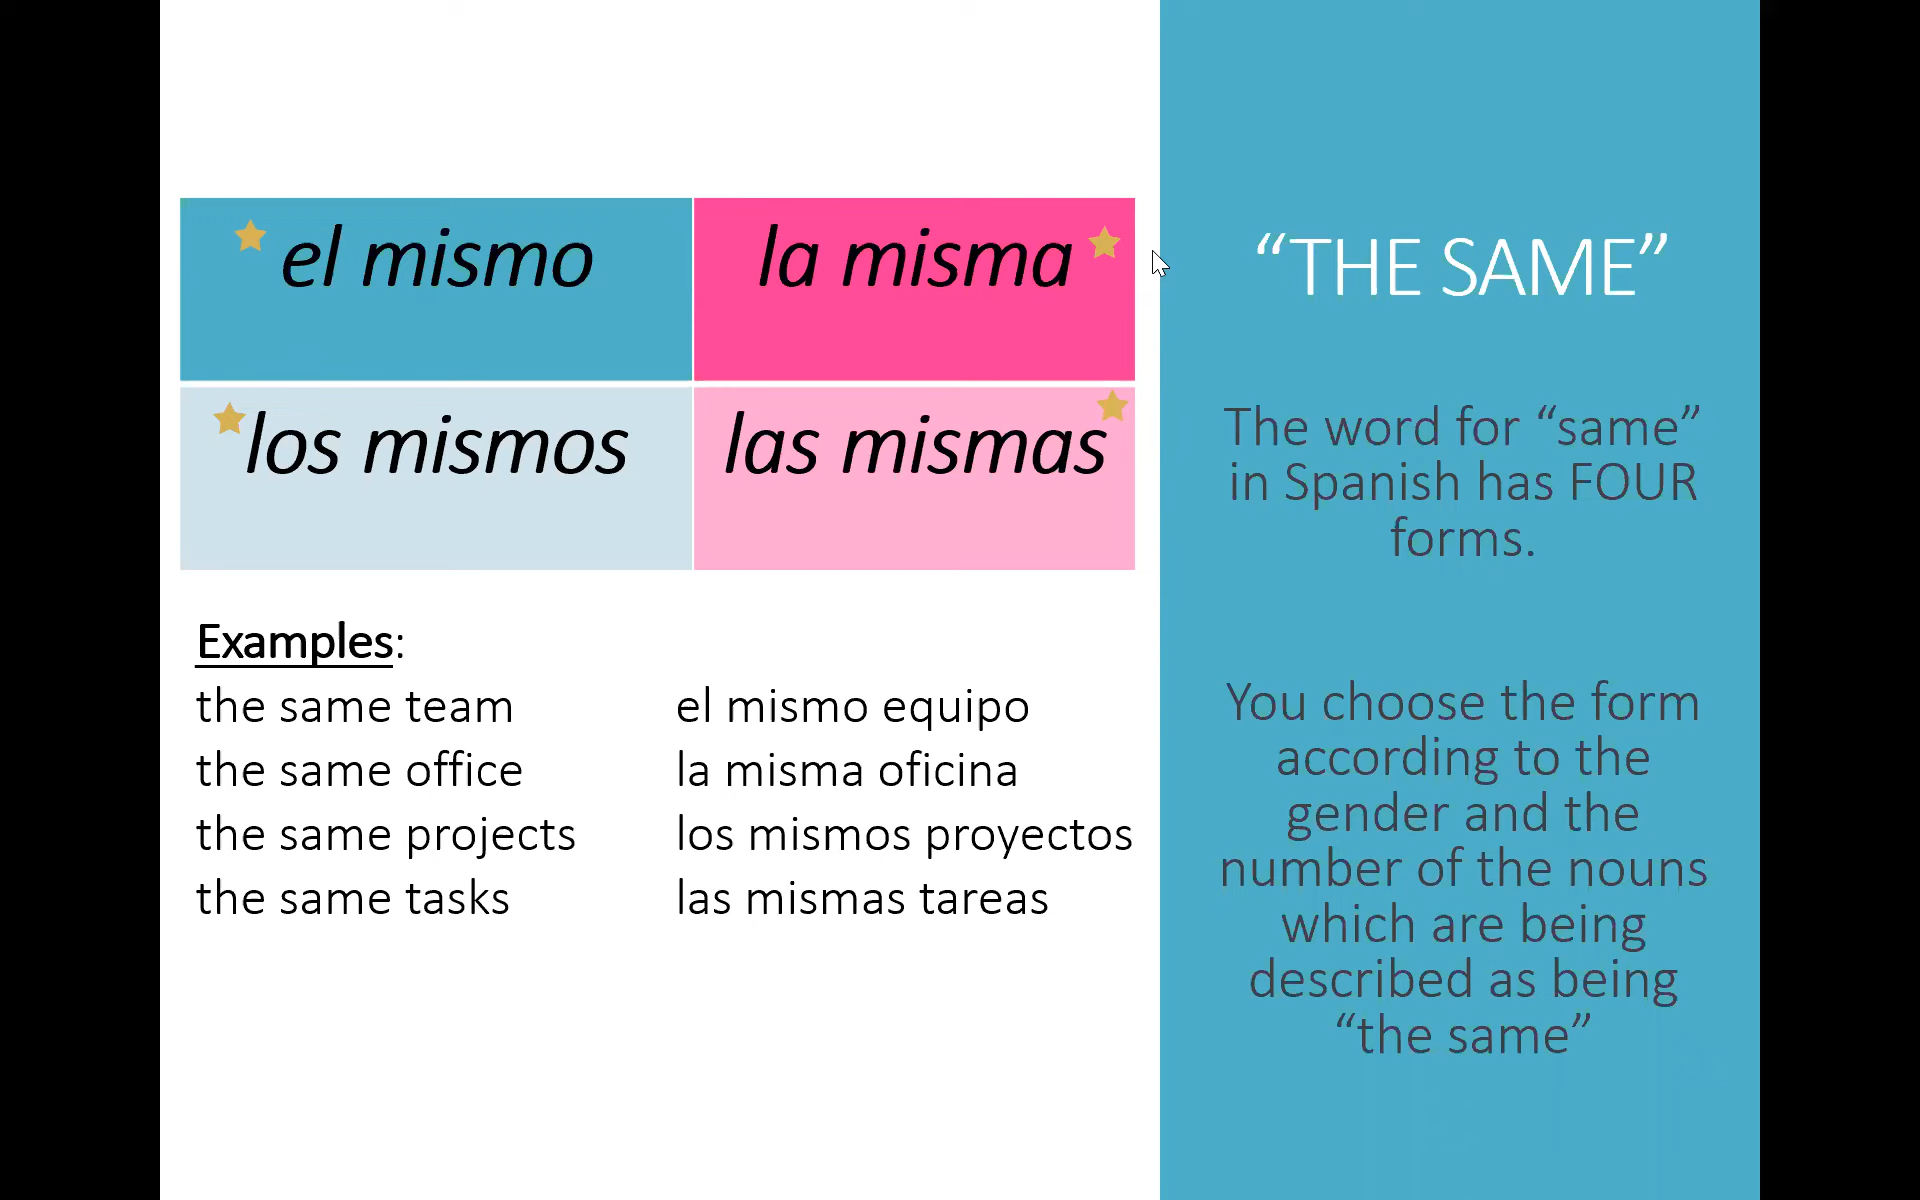 el mismo
la misma
los mismos
las mismas
Examples:
the same team el mismo equipo
the same office la misma oficina
the same projects los mismos proyectos
the same tasks las mismas tareas
“THE SAME”
The word for “same”
in Spanish has FOUR
forms.
You choose the form
according to the
gender and the
number of the nouns
which are being
described as being
“the same”